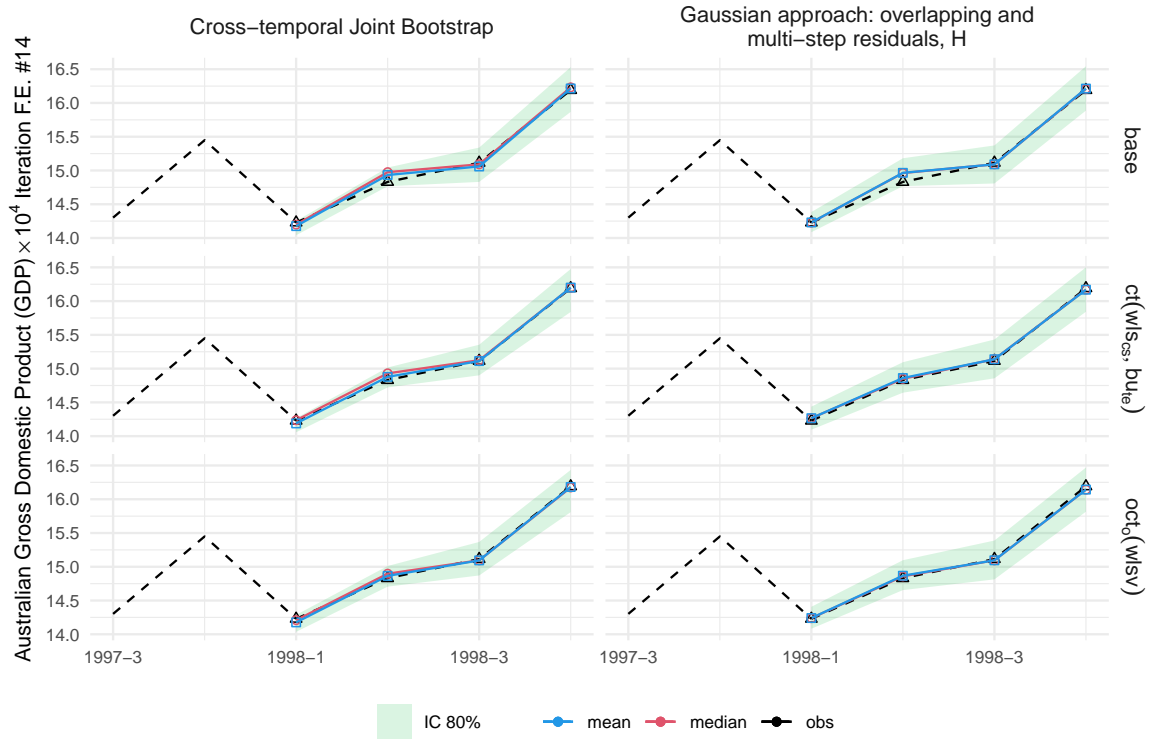 Cross−temporal Joint Bootstrap
Gaussian approach: overlapping and
multi−step residuals, H
Australian Gross Domestic Product (GDP) × 10⁴ Iteration F.E. #14
16.5
16.0
15.5
15.0
14.5
14.0
base
16.5
16.0
15.5
15.0
14.5
14.0
ct(wls_cs, bu_te)
16.5
16.0
15.5
15.0
14.5
14.0
oct_o(wlsv)
1997−3
1998−1
1998−3
1997−3
1998−1
1998−3
IC 80%
mean
median
obs